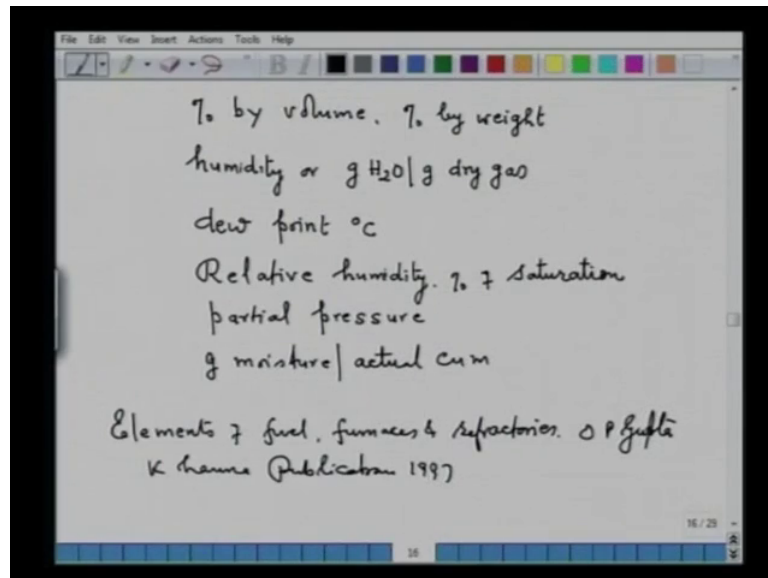 File Edit View Insert Actions Tools Help
B I
% by volume. % by weight
humidity or g H₂O/g dry gas
dew point °C
Relative humidity. % of saturation
partial pressure
g moisture/actual cum
Elements of fuel, furnaces & refractories. O P Gupta
Khanna Publication 1997
16/29
16